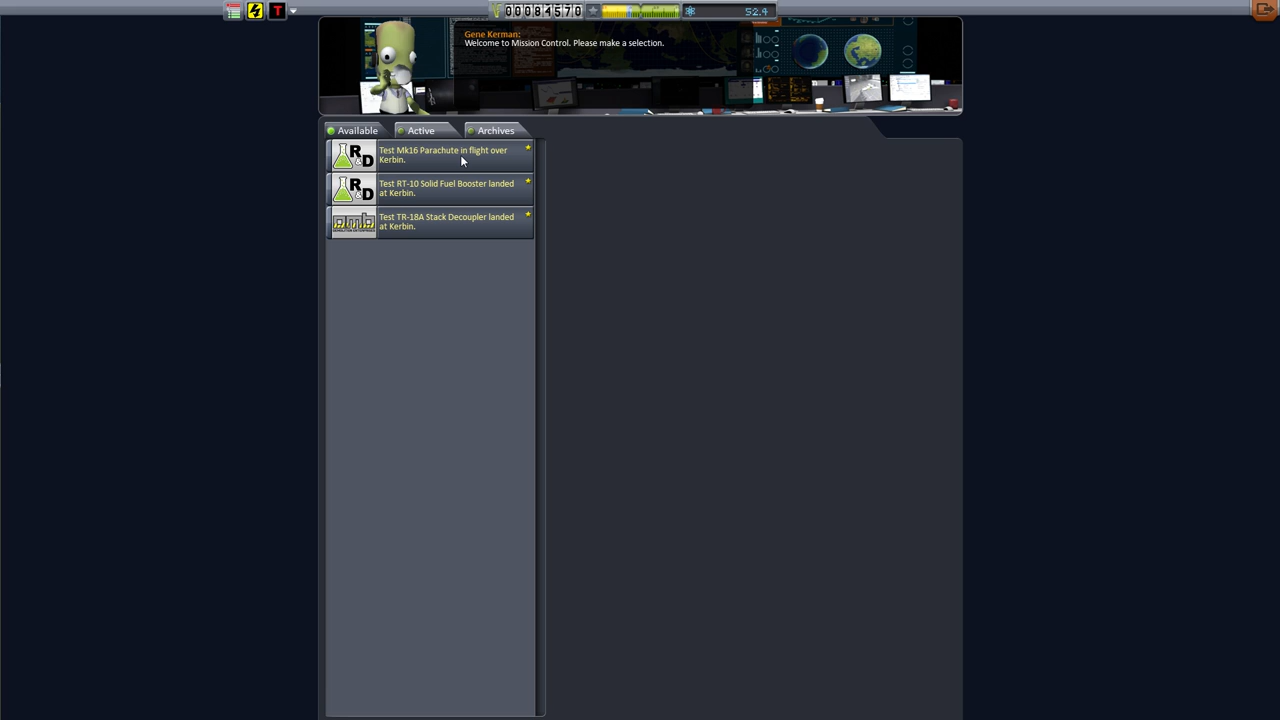 T
00084570
52.4
Gene Kerman:
Welcome to Mission Control. Please make a selection.
Available
Active
Archives
R&D
Test Mk16 Parachute in flight over
Kerbin.
R&D
Test RT-10 Solid Fuel Booster landed
at Kerbin.
Test TR-18A Stack Decoupler landed
at Kerbin.